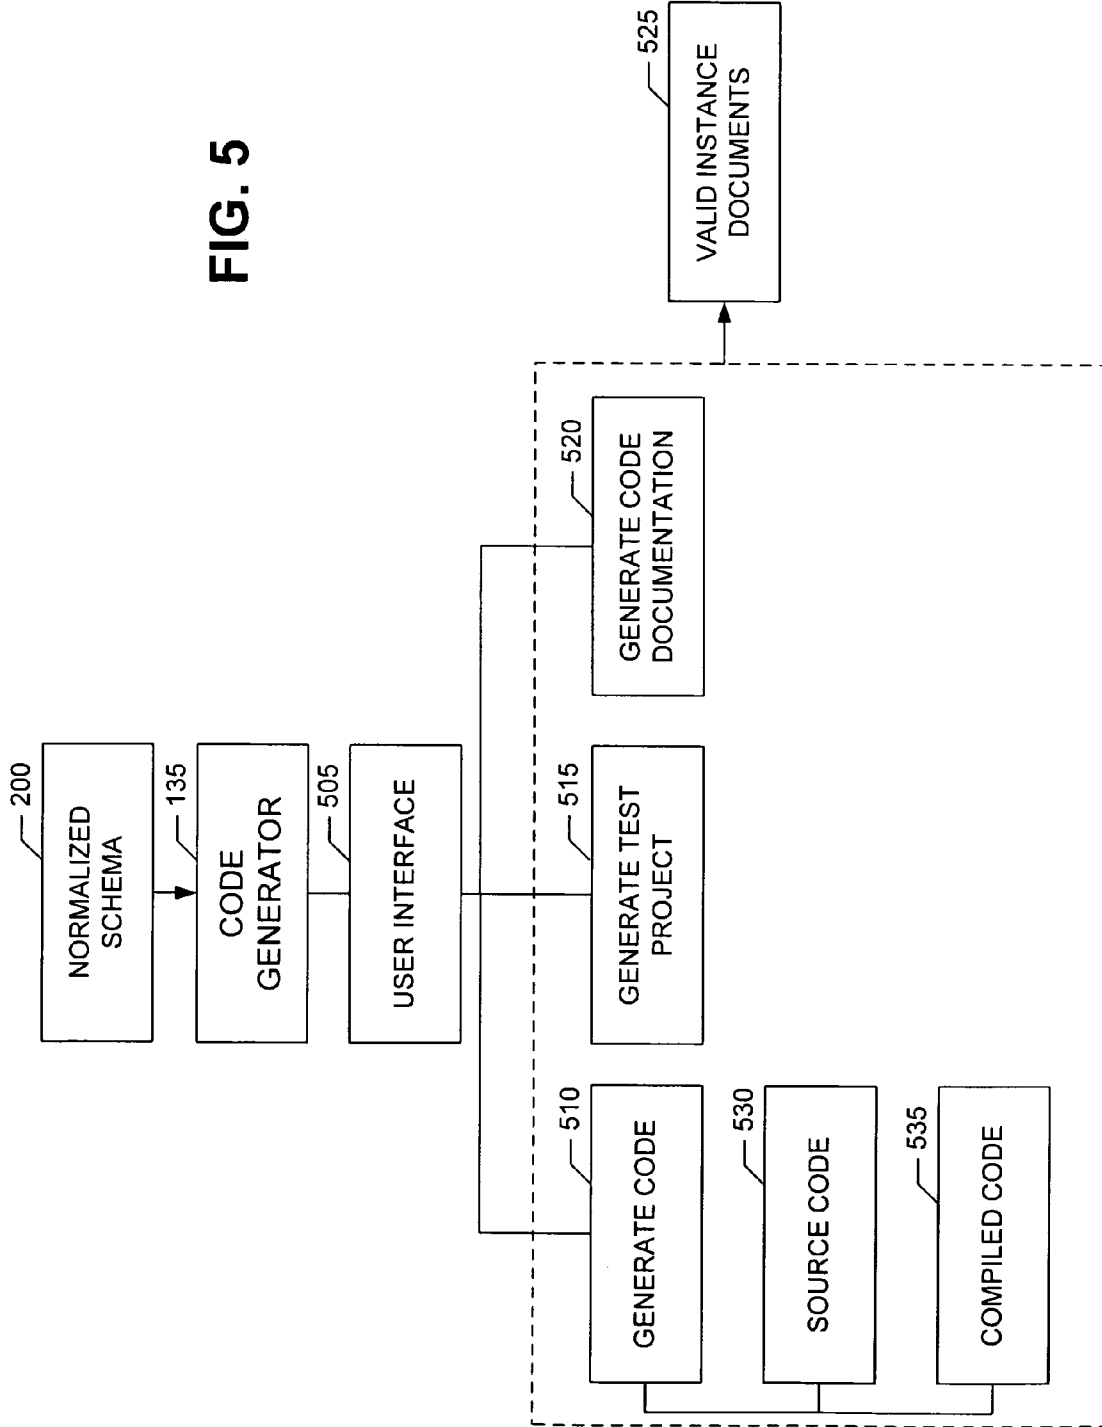 FIG. 5
200
NORMALIZED
SCHEMA
135
CODE
GENERATOR
505
USER INTERFACE
510
GENERATE CODE
515
GENERATE TEST
PROJECT
520
GENERATE CODE
DOCUMENTATION
525
VALID INSTANCE
DOCUMENTS
530
SOURCE CODE
535
COMPILED CODE